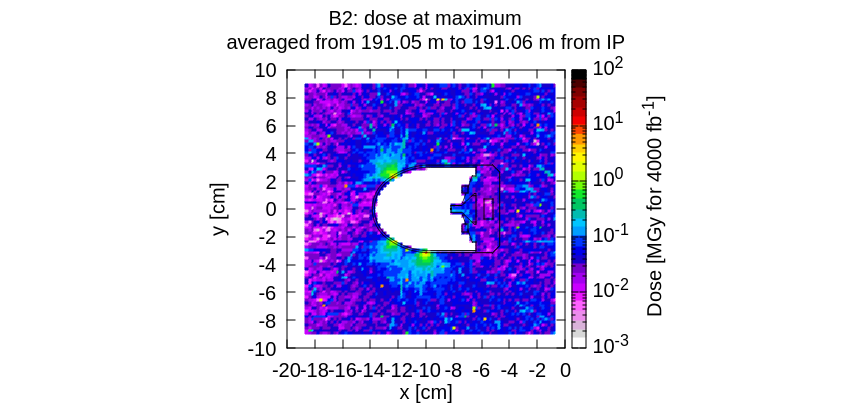 B2: dose at maximum
averaged from 191.05 m to 191.06 m from IP
10
8
6
4
2
0
-2
-4
-6
-8
-10
y [cm]
-20 -18 -16 -14 -12 -10 -8 -6 -4 -2 0
x [cm]
10^2
10^1
10^0
10^-1
10^-2
10^-3
Dose [MGy for 4000 fb^-1]